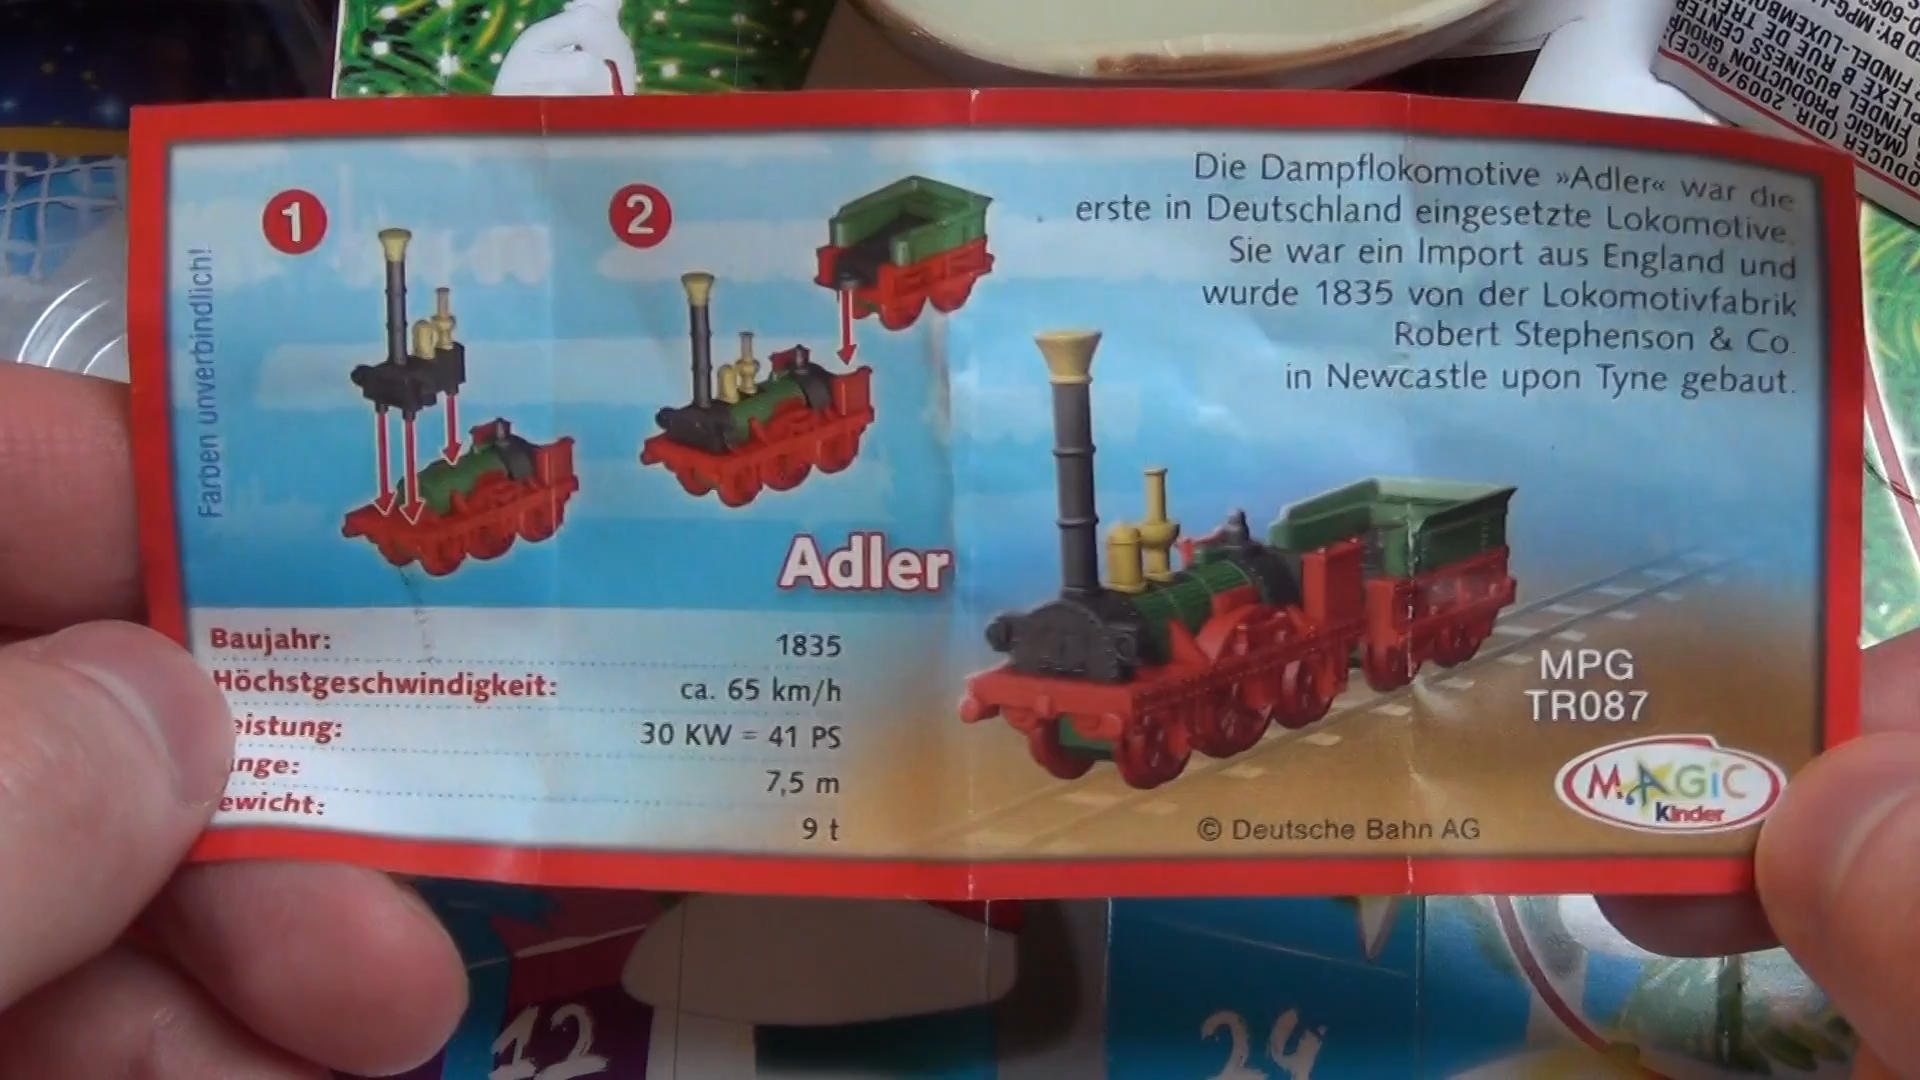 Farben unverbindlich!
1
2
Die Dampflokomotive »Adler« war die
erste in Deutschland eingesetzte Lokomotive.
Sie war ein Import aus England und
wurde 1835 von der Lokomotivfabrik
Robert Stephenson & Co.
in Newcastle upon Tyne gebaut.
Adler
Baujahr: 1835
Höchstgeschwindigkeit: ca. 65 km/h
eistung: 30 KW = 41 PS
nge: 7,5 m
ewicht: 9 t
MPG
TR087
MAGiC
Kinder
© Deutsche Bahn AG
12
24